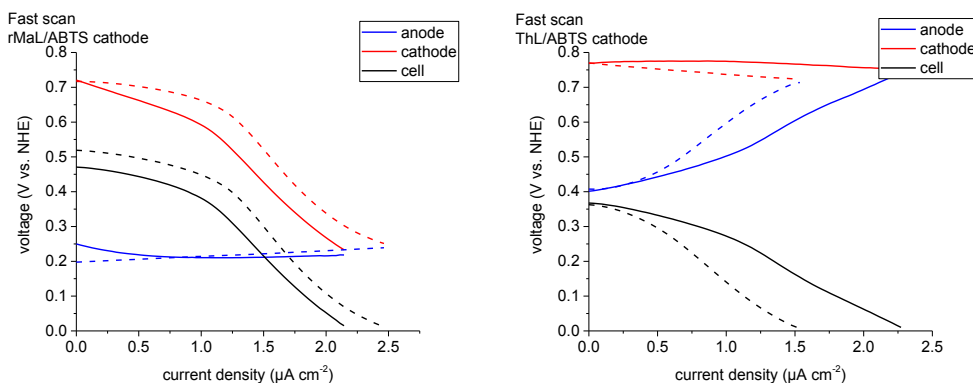 Fast scan
rMaL/ABTS cathode
anode
cathode
cell
0.8
0.7
0.6
0.5
0.4
0.3
0.2
0.1
0.0
voltage (V vs. NHE)
0.0 0.5 1.0 1.5 2.0 2.5
current density (µA cm⁻²)
Fast scan
ThL/ABTS cathode
anode
cathode
cell
0.8
0.7
0.6
0.5
0.4
0.3
0.2
0.1
0.0
voltage (V vs. NHE)
0.0 0.5 1.0 1.5 2.0 2.5
current density (µA cm⁻²)